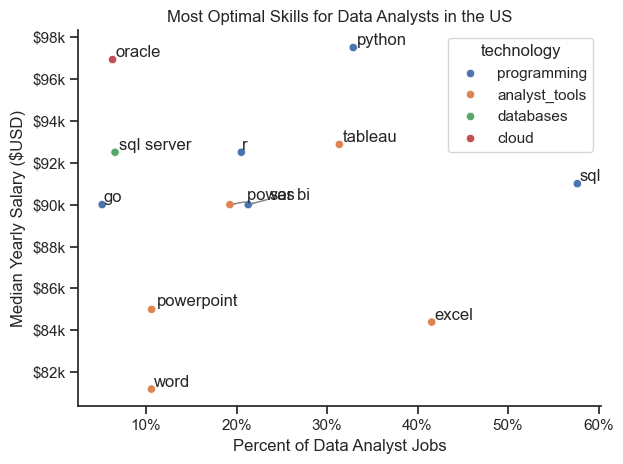 Most Optimal Skills for Data Analysts in the US
$98k
$96k
$94k
$92k
$90k
$88k
$86k
$84k
$82k
Median Yearly Salary ($USD)
oracle
python
technology
programming
analyst_tools
databases
cloud
tableau
sql server
r
sql
go
power bi
sas
powerpoint
excel
word
10%
20%
30%
40%
50%
60%
Percent of Data Analyst Jobs